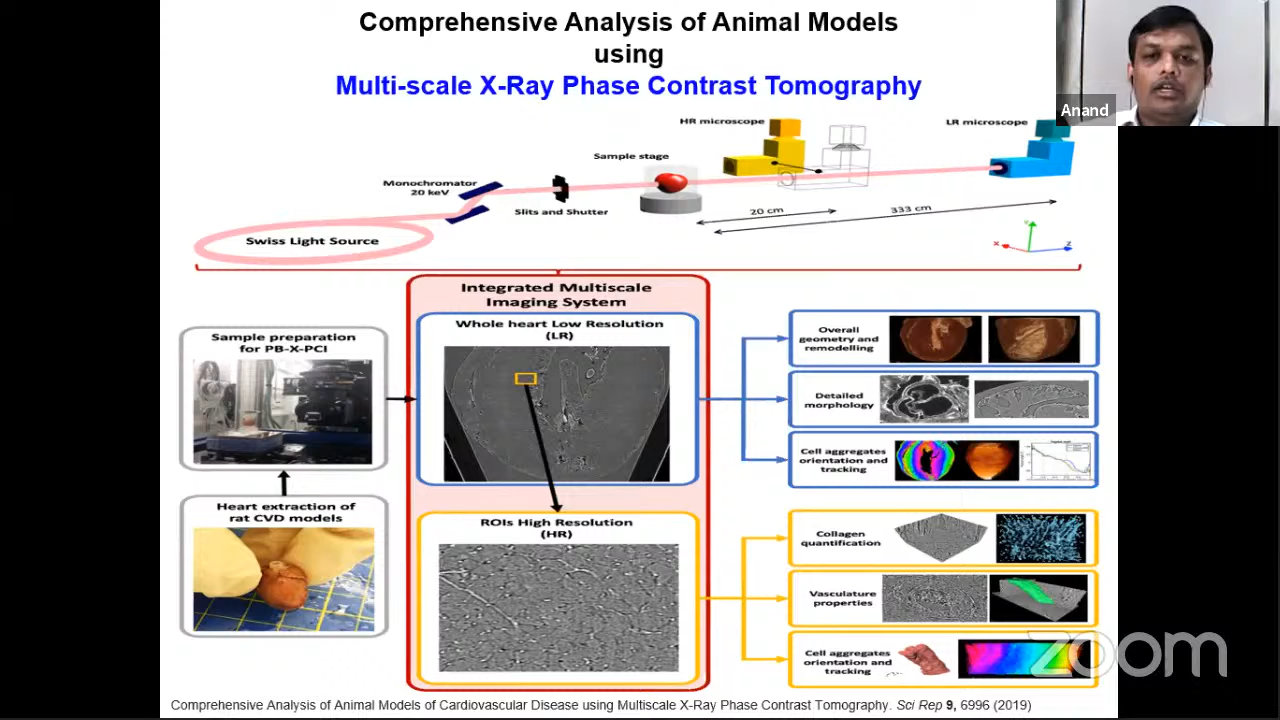 Comprehensive Analysis of Animal Models
using
Multi-scale X-Ray Phase Contrast Tomography
Anand
HR microscope
LR microscope
Sample stage
Monochromator
20 keV
Slits and Shutter
20 cm
333 cm
Swiss Light Source
Y
X
Z
Integrated Multiscale
Imaging System
Sample preparation
for PB-X-PCI
Whole heart Low Resolution
(LR)
Overall
geometry and
remodelling
Detailed
morphology
Cell aggregates
orientation and
tracking
Heart extraction of
rat CVD models
ROIs High Resolution
(HR)
Collagen
quantification
Vasculature
properties
Cell aggregates
orientation and
tracking
zoom
Comprehensive Analysis of Animal Models of Cardiovascular Disease using Multiscale X-Ray Phase Contrast Tomography. Sci Rep 9, 6996 (2019)